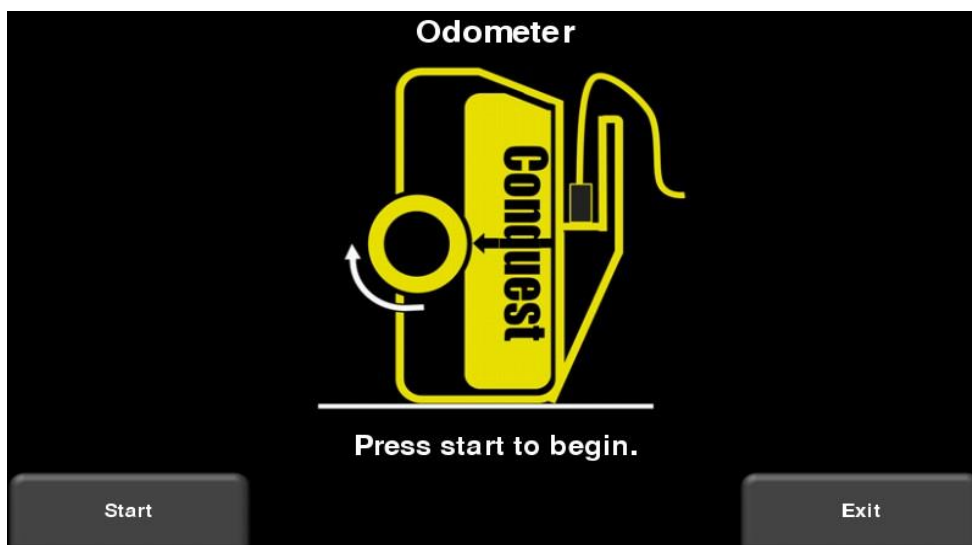 Odometer
Conquest
Press start to begin.
Start
Exit